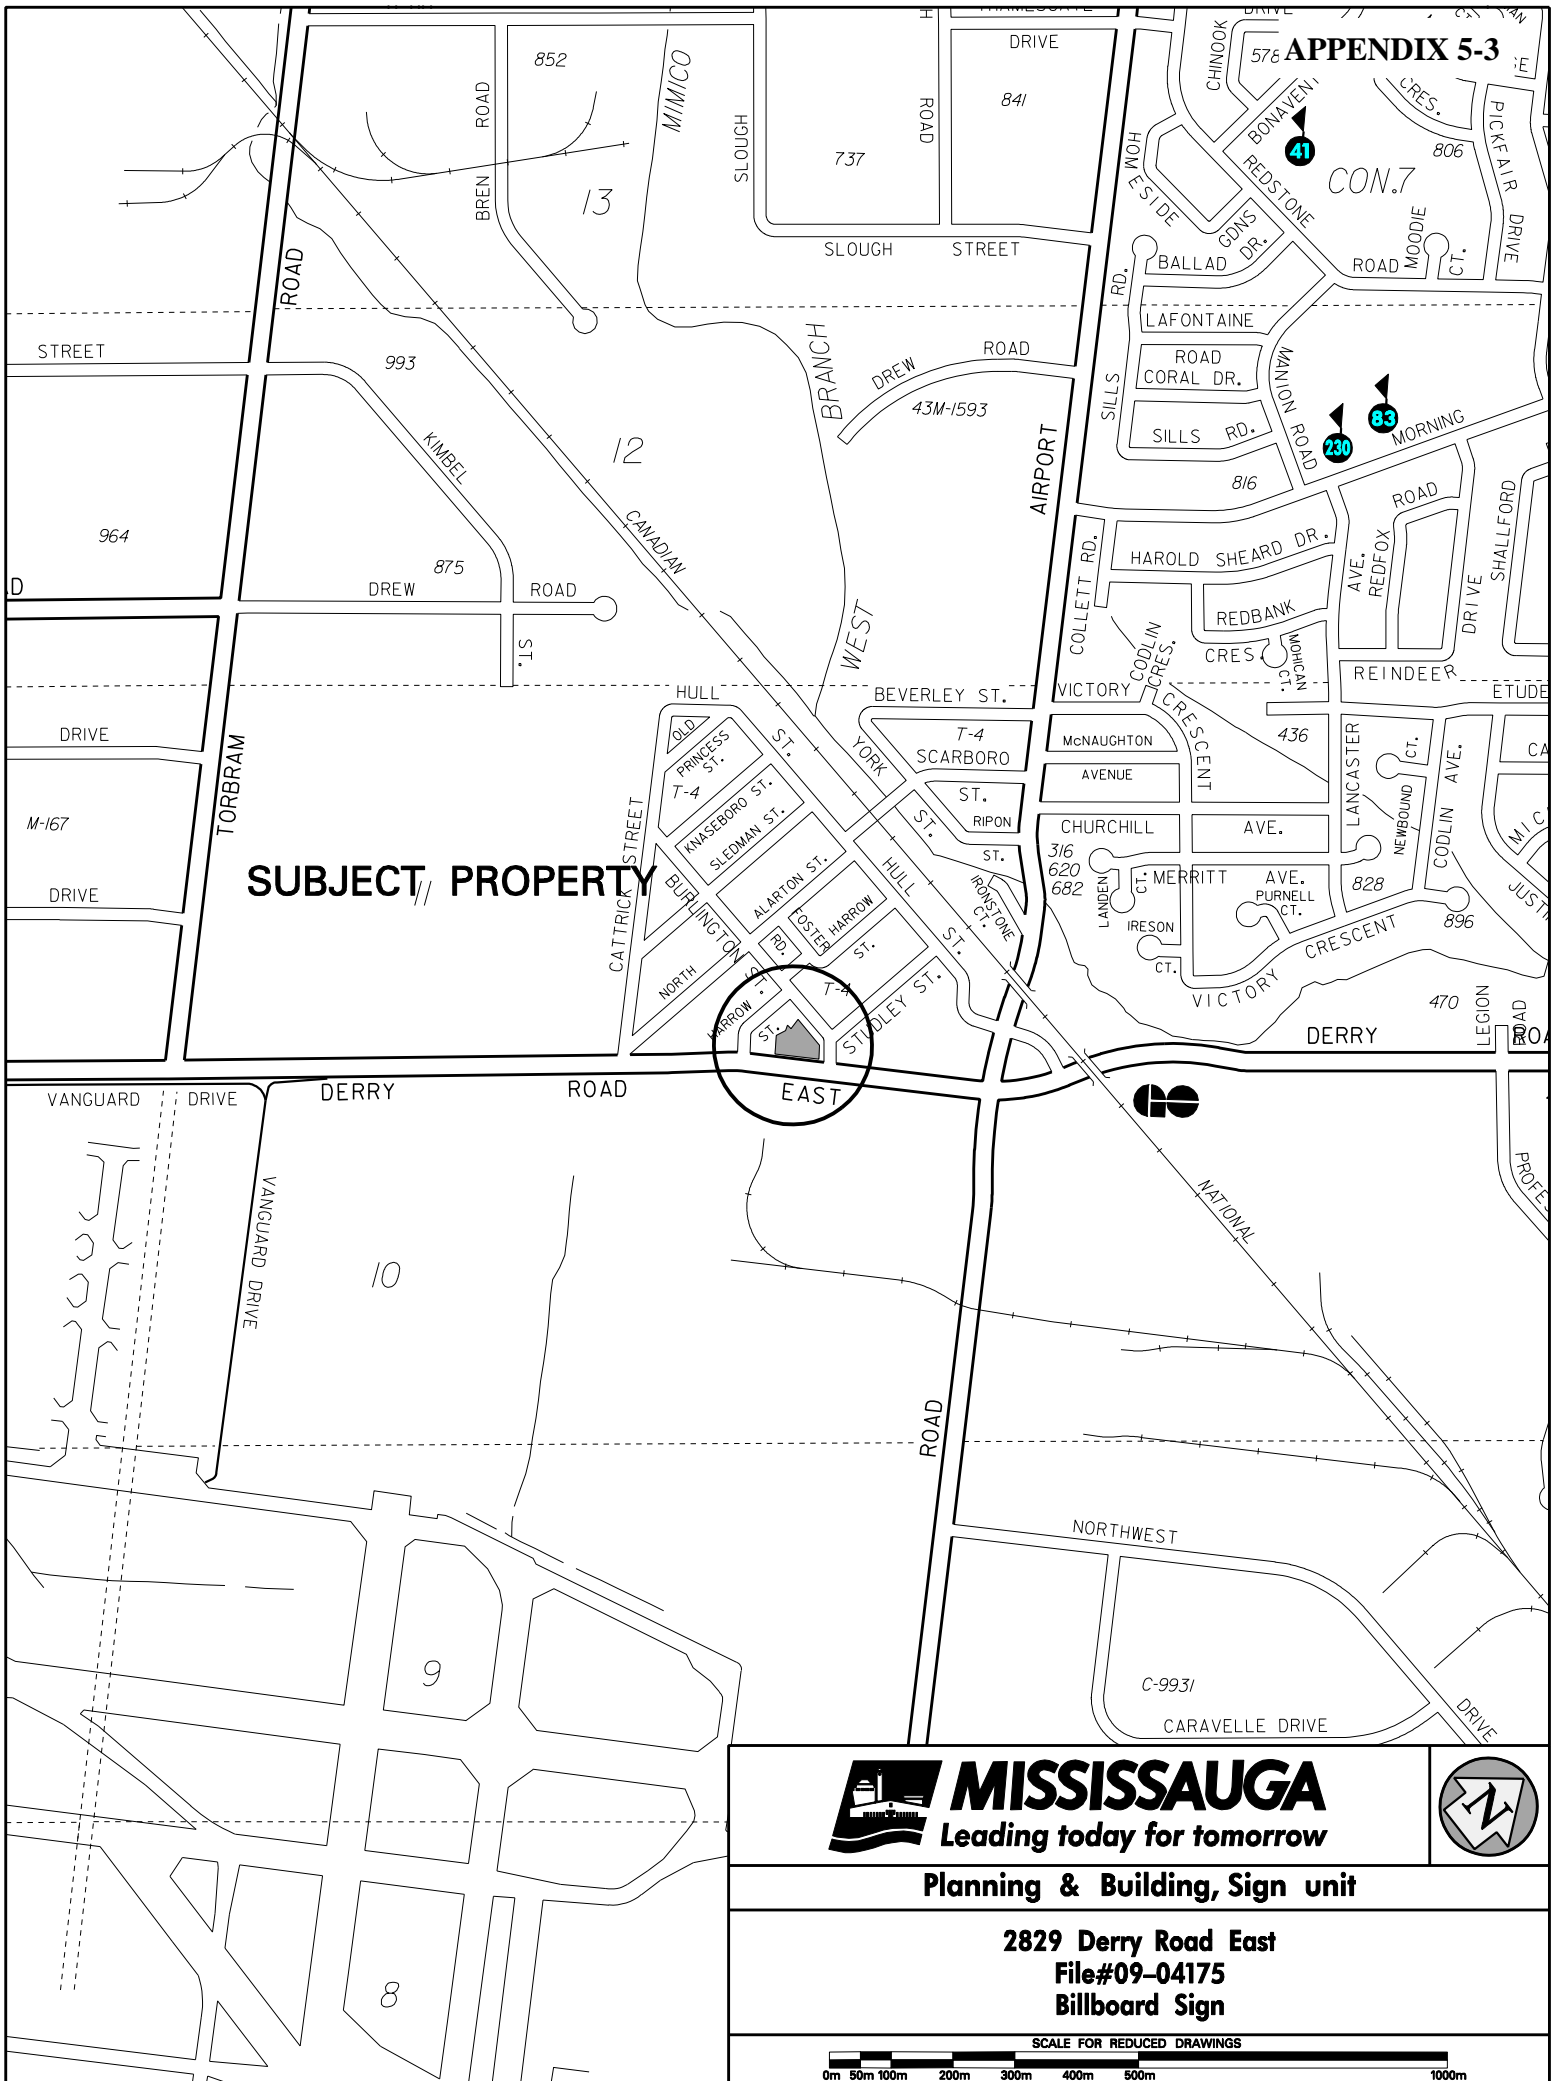 APPENDIX 5-3
DRIVE
852
ROAD
BREN
MIMICO
SLOUGH
737
ROAD
841
CHINOOK
578
BONAVEN
CRES.
PICKFAIR DRIVE
41
806
HOMESIDE
REDSTONE
CON.7
13
SLOUGH STREET
GDNS
DR.
BALLAD
ROAD
MOODIE
CT.
ROAD
RD.
LAFONTAINE
STREET
993
BRANCH
DREW ROAD
43M-1593
ROAD
CORAL DR.
MANION ROAD
SILLS
83
230
MORNING
SILLS RD.
KIMBEL
12
AIRPORT
816
964
CANADIAN
875
ROAD
HAROLD SHEARD DR.
REDFOX
AVE.
SHALLFORD
DRIVE
COLLETT RD.
DREW ROAD
ST.
WEST
REDBANK
CRES.
MOHICAN
CT.
CODLIN
CRES.
REINDEER
HULL
ST.
BEVERLEY ST.
VICTORY
CRESCENT
ETUDE
DRIVE
TORBRAM
OLD
PRINCESS
ST.
T-4
YORK
ST.
T-4
SCARBORO
ST.
McNAUGHTON
AVENUE
436
LANCASTER
CT.
NEWBOUND
CODLIN AVE.
M-167
CATTRICK STREET
KNASEBORO ST.
SLEDMAN ST.
RIPON
ST.
CHURCHILL AVE.
316
620
682
SUBJECT PROPERTY
11
DRIVE
BURLINGTON
ST.
ALARTON ST.
HULL
ST.
IRONSTONE
CT.
LANDEN
CT.
MERRITT AVE.
PURNELL
CT.
828
896
FOSTER
RD.
HARROW
ST.
IRESON
CT.
VICTORY CRESCENT
NORTH
HARROW
ST.
T-4
STUDLEY ST.
470
LEGION
ROAD
DERRY
VANGUARD DRIVE
DERRY ROAD EAST
GO
VANGUARD DRIVE
NATIONAL
10
ROAD
NORTHWEST
DRIVE
9
C-9931
CARAVELLE DRIVE
8
MISSISSAUGA
Leading today for tomorrow
N
Planning & Building, Sign unit
2829 Derry Road East
File#09-04175
Billboard Sign
SCALE FOR REDUCED DRAWINGS
0m 50m 100m 200m 300m 400m 500m 1000m